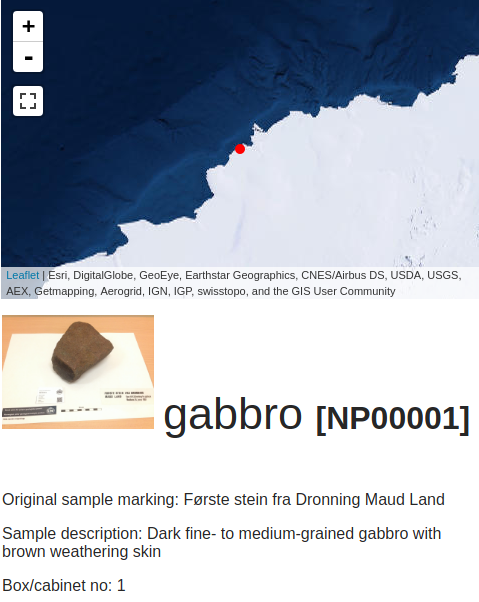 +
-
Leaflet | Esri, DigitalGlobe, GeoEye, Earthstar Geographics, CNES/Airbus DS, USDA, USGS,
AEX, Getmapping, Aerogrid, IGN, IGP, swisstopo, and the GIS User Community
gabbro [NP00001]
Original sample marking: Første stein fra Dronning Maud Land
Sample description: Dark fine- to medium-grained gabbro with
brown weathering skin
Box/cabinet no: 1